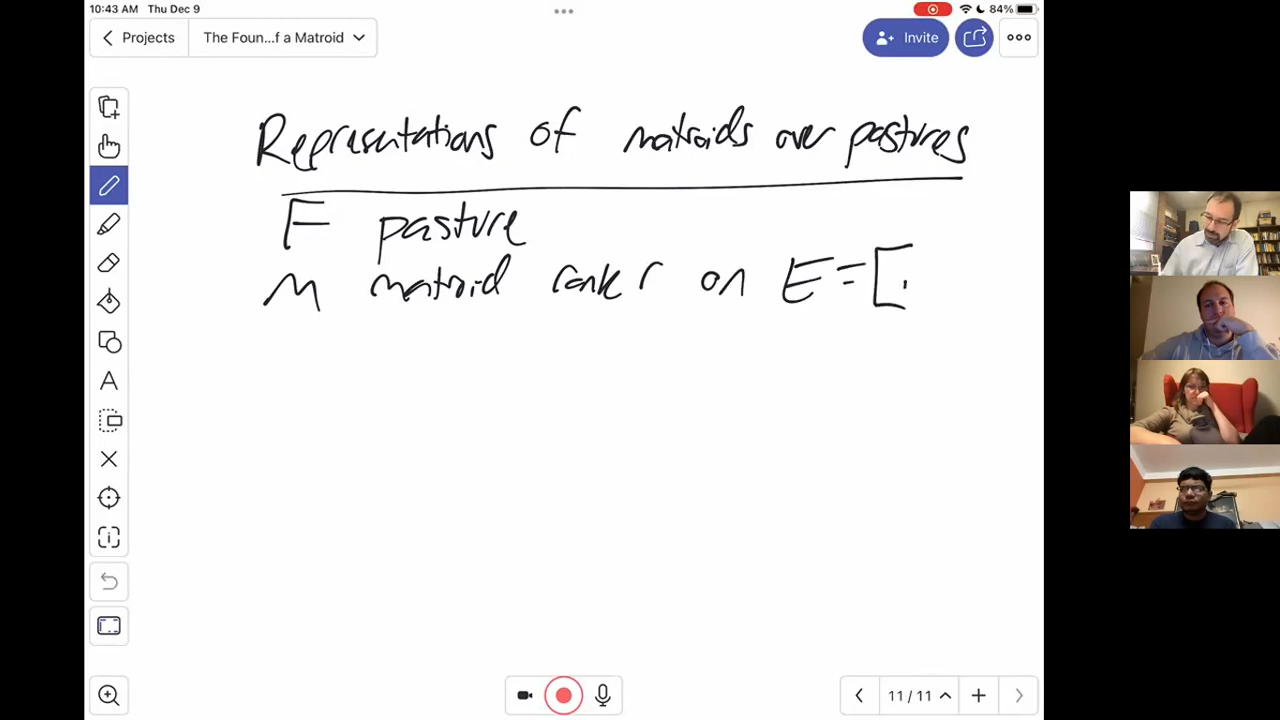 10:43 AM Thu Dec 9
84%
Projects
The Foun...f a Matroid
Invite
Representations of matroids over pastures
F pasture
M matroid rank r on E = [
A
11 / 11